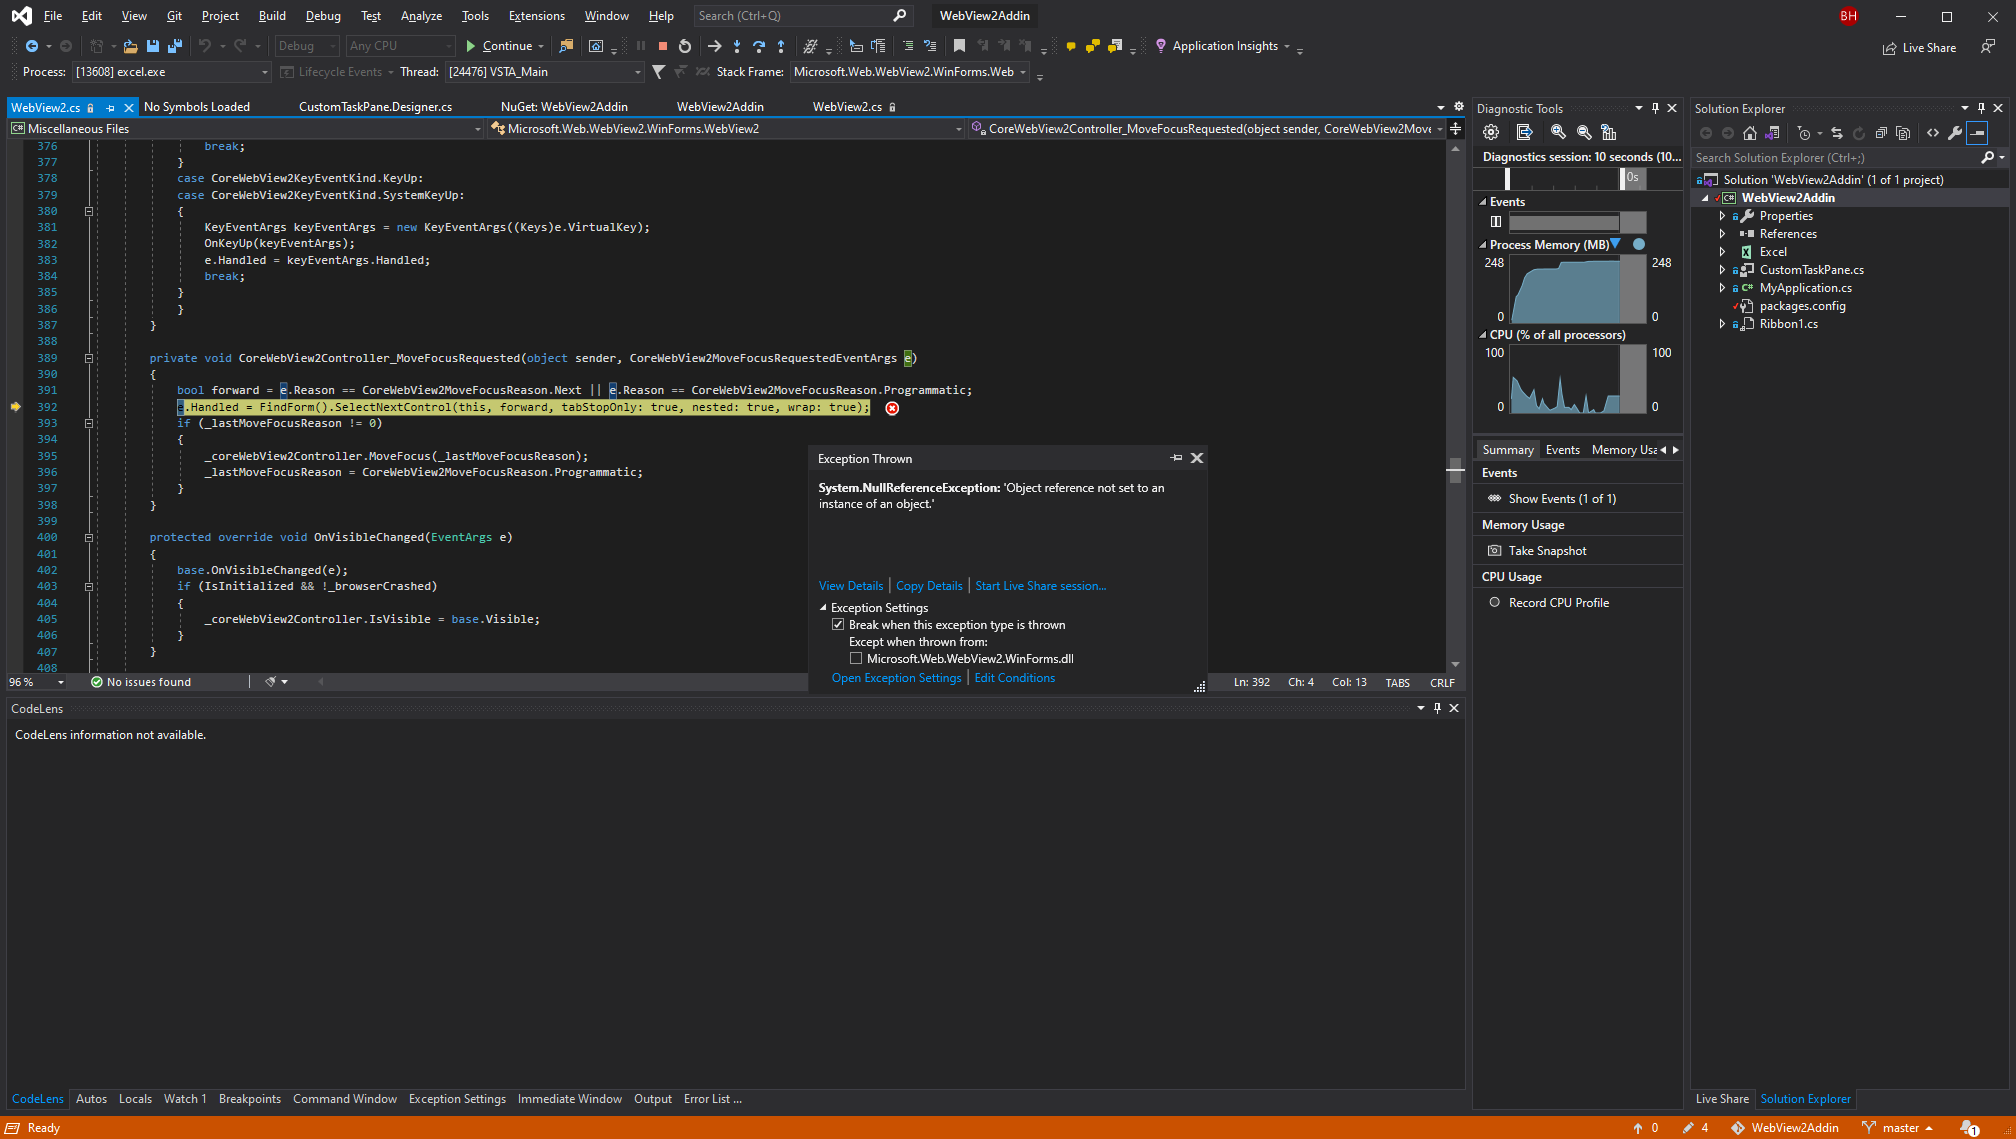 File Edit View Git Project Build Debug Test Analyze Tools Extensions Window Help Search (Ctrl+Q) WebView2Addin BH
Debug Any CPU Continue Application Insights Live Share
Process: [13608] excel.exe Lifecycle Events Thread: [24476] VSTA_Main Stack Frame: Microsoft.Web.WebView2.WinForms.Web
WebView2.cs No Symbols Loaded CustomTaskPane.Designer.cs NuGet: WebView2Addin WebView2Addin WebView2.cs
Miscellaneous Files Microsoft.Web.WebView2.WinForms.WebView2 CoreWebView2Controller_MoveFocusRequested(object sender, CoreWebView2Move
376 break;
377 }
378 case CoreWebView2KeyEventKind.KeyUp:
379 case CoreWebView2KeyEventKind.SystemKeyUp:
380 {
381 KeyEventArgs keyEventArgs = new KeyEventArgs((Keys)e.VirtualKey);
382 OnKeyUp(keyEventArgs);
383 e.Handled = keyEventArgs.Handled;
384 break;
385 }
386 }
387 }
388
389 private void CoreWebView2Controller_MoveFocusRequested(object sender, CoreWebView2MoveFocusRequestedEventArgs e)
390 {
391 bool forward = e.Reason == CoreWebView2MoveFocusReason.Next || e.Reason == CoreWebView2MoveFocusReason.Programmatic;
392 e.Handled = FindForm().SelectNextControl(this, forward, tabStopOnly: true, nested: true, wrap: true);
393 if (_lastMoveFocusReason != 0)
394 {
395 _coreWebView2Controller.MoveFocus(_lastMoveFocusReason);
396 _lastMoveFocusReason = CoreWebView2MoveFocusReason.Programmatic;
397 }
398 }
399
400 protected override void OnVisibleChanged(EventArgs e)
401 {
402 base.OnVisibleChanged(e);
403 if (IsInitialized && !_browserCrashed)
404 {
405 _coreWebView2Controller.IsVisible = base.Visible;
406 }
407 }
408
Exception Thrown
System.NullReferenceException: 'Object reference not set to an
instance of an object.'
View Details | Copy Details | Start Live Share session...
Exception Settings
Break when this exception type is thrown
Except when thrown from:
Microsoft.Web.WebView2.WinForms.dll
Open Exception Settings | Edit Conditions
96 % No issues found Ln: 392 Ch: 4 Col: 13 TABS CRLF
CodeLens
CodeLens information not available.
CodeLens Autos Locals Watch 1 Breakpoints Command Window Exception Settings Immediate Window Output Error List ...
Diagnostic Tools
Diagnostics session: 10 seconds (10...
0s
Events
Process Memory (MB)
248 248
0 0
CPU (% of all processors)
100 100
0 0
Summary Events Memory Usa
Events
Show Events (1 of 1)
Memory Usage
Take Snapshot
CPU Usage
Record CPU Profile
Solution Explorer
Search Solution Explorer (Ctrl+;)
Solution 'WebView2Addin' (1 of 1 project)
C# WebView2Addin
Properties
References
Excel
CustomTaskPane.cs
C# MyApplication.cs
packages.config
Ribbon1.cs
Live Share Solution Explorer
Ready 0 4 WebView2Addin master 1